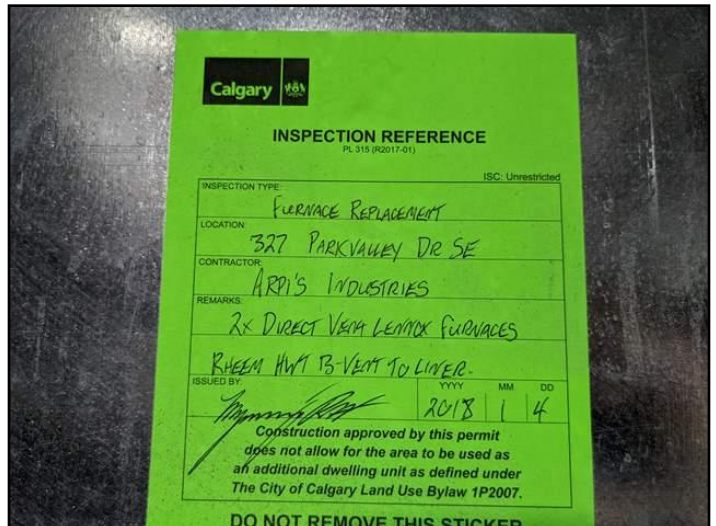 Calgary
INSPECTION REFERENCE
PL 315 (R2017-01)
ISC: Unrestricted
INSPECTION TYPE:
FURNACE REPLACEMENT
LOCATION:
327 PARKVALLEY DR SE
CONTRACTOR:
ARPI'S INDUSTRIES
REMARKS:
2x DIRECT VENT LENNOX FURNACES
RHEEM HWT B-VENT TO LINER.
ISSUED BY: YYYY MM DD
2018 1 4
Construction approved by this permit
does not allow for the area to be used as
an additional dwelling unit as defined under
The City of Calgary Land Use Bylaw 1P2007.
DO NOT REMOVE THIS STICKER